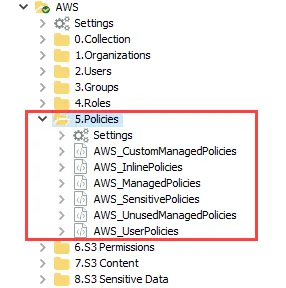 AWS
Settings
0.Collection
1.Organizations
2.Users
3.Groups
4.Roles
5.Policies
Settings
AWS_CustomManagedPolicies
AWS_InlinePolicies
AWS_ManagedPolicies
AWS_SensitivePolicies
AWS_UnusedManagedPolicies
AWS_UserPolicies
6.S3 Permissions
7.S3 Content
8.S3 Sensitive Data